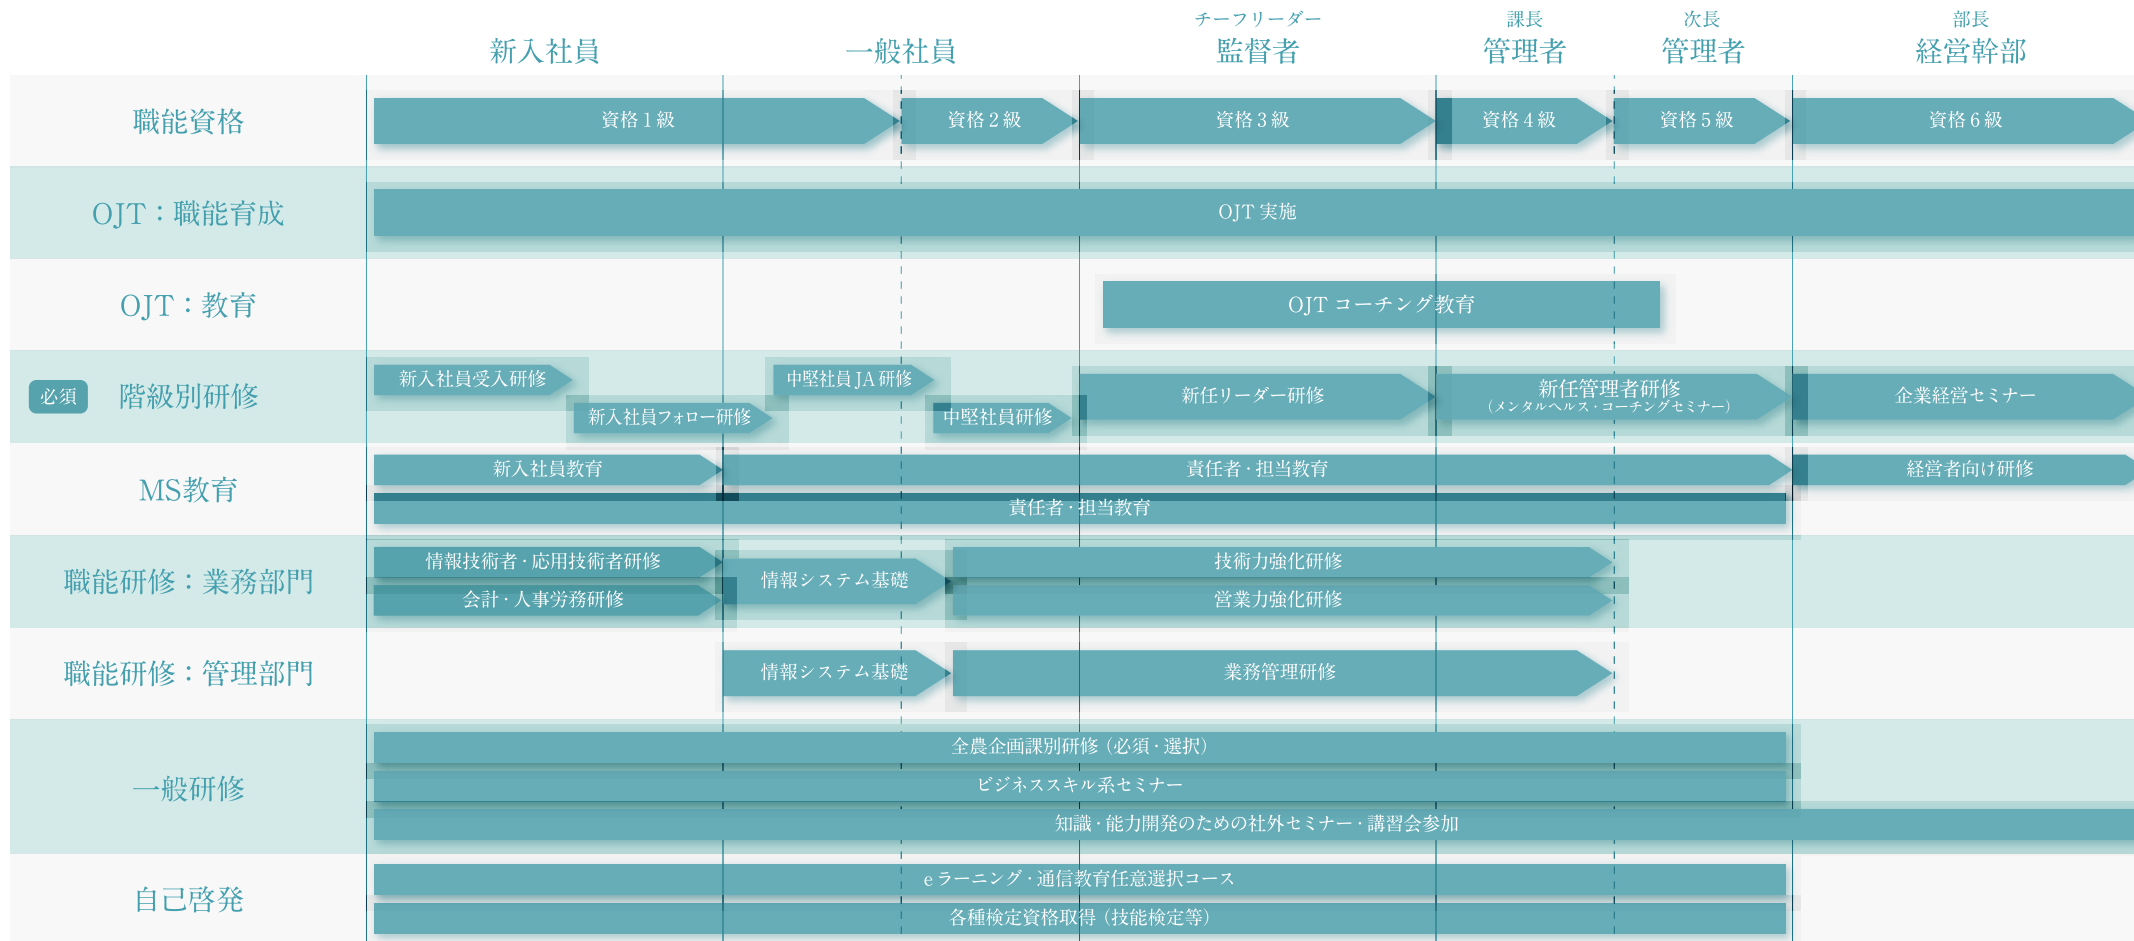 チーフリーダー
課長
次長
部長
新入社員
一般社員
監督者
管理者
管理者
経営幹部
職能資格
資格1級
資格2級
資格3級
資格4級
資格5級
資格6級
OJT：職能育成
OJT 実施
OJT：教育
OJT コーチング教育
必須
階級別研修
新入社員受入研修
新入社員フォロー研修
中堅社員 JA 研修
中堅社員研修
新任リーダー研修
新任管理者研修
（メンタルヘルス・コーチングセミナー）
企業経営セミナー
MS教育
新入社員教育
責任者・担当教育
経営者向け研修
責任者・担当教育
職能研修：業務部門
情報技術者・応用技術者研修
会計・人事労務研修
情報システム基礎
技術力強化研修
営業力強化研修
職能研修：管理部門
情報システム基礎
業務管理研修
一般研修
全農企画課別研修（必須・選択）
ビジネススキル系セミナー
知識・能力開発のための社外セミナー・講習会参加
自己啓発
e ラーニング・通信教育任意選択コース
各種検定資格取得（技能検定等）